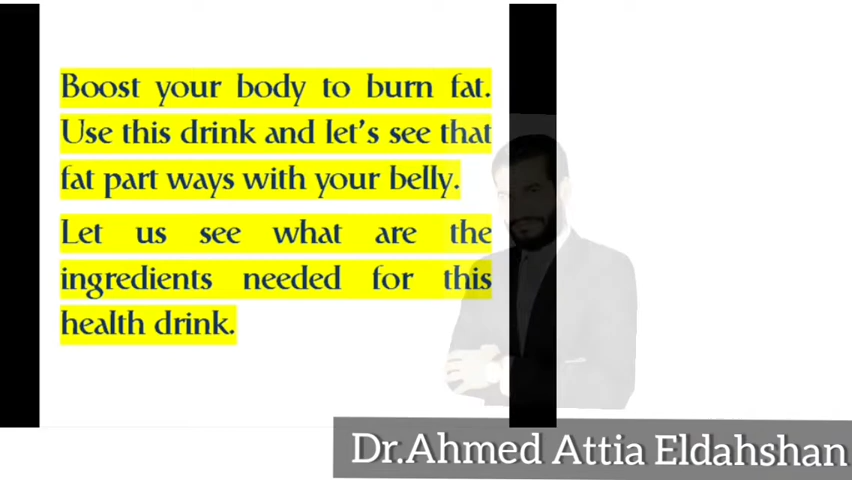 Boost your body to burn fat.
Use this drink and let's see that
fat part ways with your belly.
Let us see what are the
ingredients needed for this
health drink.
Dr.Ahmed Attia Eldahshan